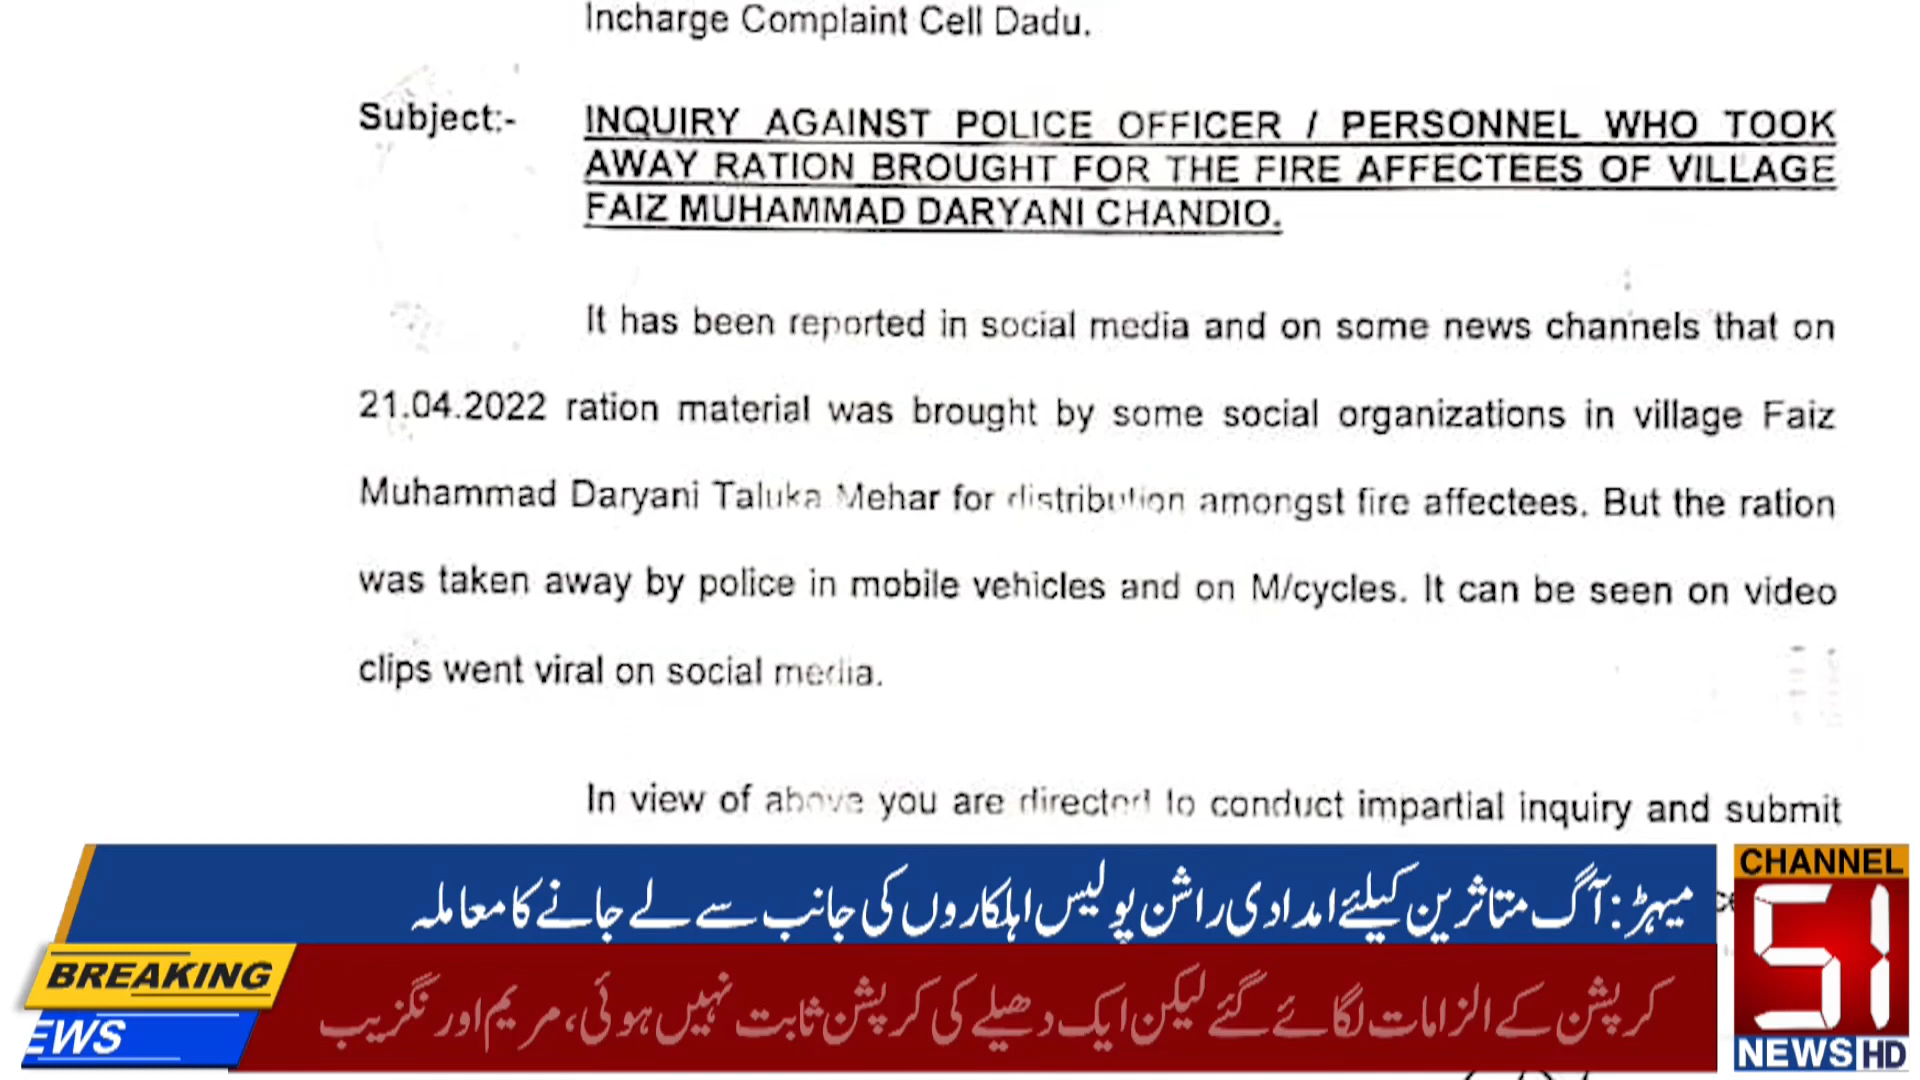 Incharge Complaint Cell Dadu.
Subject:- INQUIRY AGAINST POLICE OFFICER / PERSONNEL WHO TOOK
AWAY RATION BROUGHT FOR THE FIRE AFFECTEES OF VILLAGE
FAIZ MUHAMMAD DARYANI CHANDIO.
It has been reported in social media and on some news channels that on
21.04.2022 ration material was brought by some social organizations in village Faiz
Muhammad Daryani Taluka Mehar for distribution amongst fire affectees. But the ration
was taken away by police in mobile vehicles and on M/cycles. It can be seen on video
clips went viral on social media.
In view of above you are directed to conduct impartial inquiry and submit
میہڑ: آگ متاثرین کیلئے امدادی راشن پولیس اہلکاروں کی جانب سے لے جانے کا معاملہ
کرپشن کے الزامات لگائے گئے لیکن ایک دھیلے کی کرپشن ثابت نہیں ہوئی، مریم اورنگزیب
BREAKING
EWS
CHANNEL
51
NEWS HD